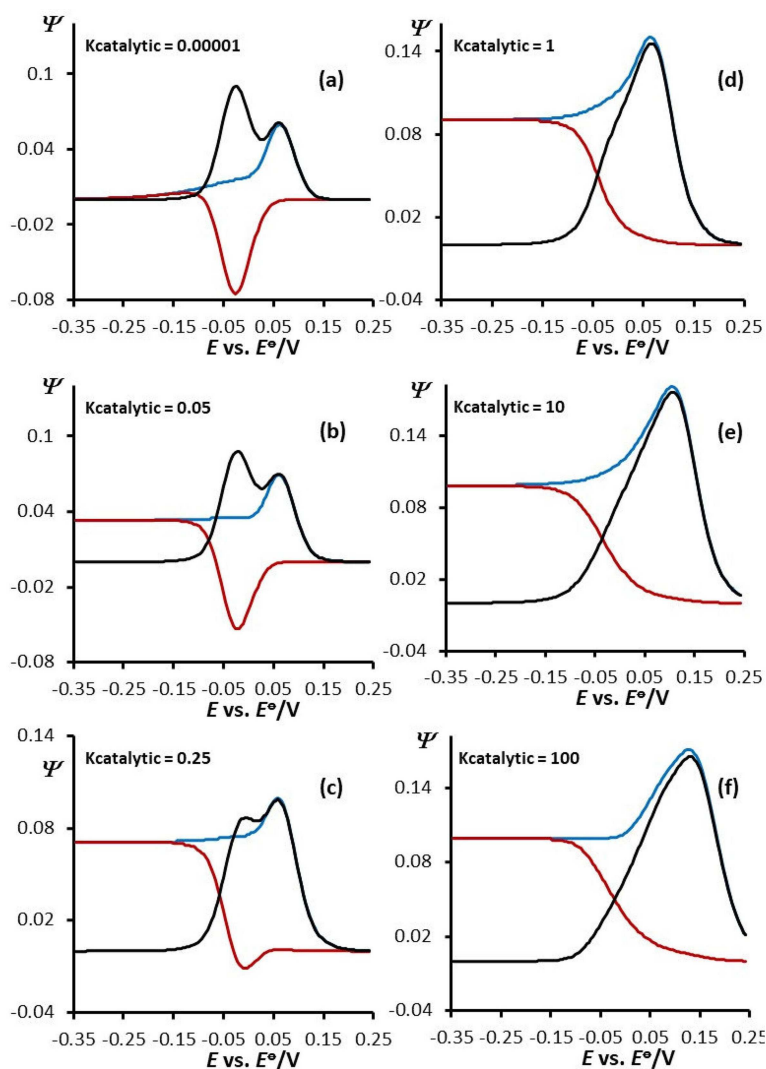 Ψ
Kcatalytic = 0.00001
(a)
0.1
0.04
-0.02
-0.08
-0.35 -0.25 -0.15 -0.05 0.05 0.15 0.25
E vs. E⊖/V
Ψ
Kcatalytic = 0.05
(b)
0.1
0.04
-0.02
-0.08
-0.35 -0.25 -0.15 -0.05 0.05 0.15 0.25
E vs. E⊖/V
0.14
Ψ
Kcatalytic = 0.25
(c)
0.08
0.02
-0.04
-0.35 -0.25 -0.15 -0.05 0.05 0.15 0.25
E vs. E⊖/V
Ψ
0.14
Kcatalytic = 1
(d)
0.08
0.02
-0.04
-0.35 -0.25 -0.15 -0.05 0.05 0.15 0.25
E vs. E⊖/V
Ψ
Kcatalytic = 10
0.14
(e)
0.08
0.02
-0.04
-0.35 -0.25 -0.15 -0.05 0.05 0.15 0.25
E vs. E⊖/V
Ψ
Kcatalytic = 100
0.14
(f)
0.08
0.02
-0.04
-0.35 -0.25 -0.15 -0.05 0.05 0.15 0.25
E vs. E⊖/V